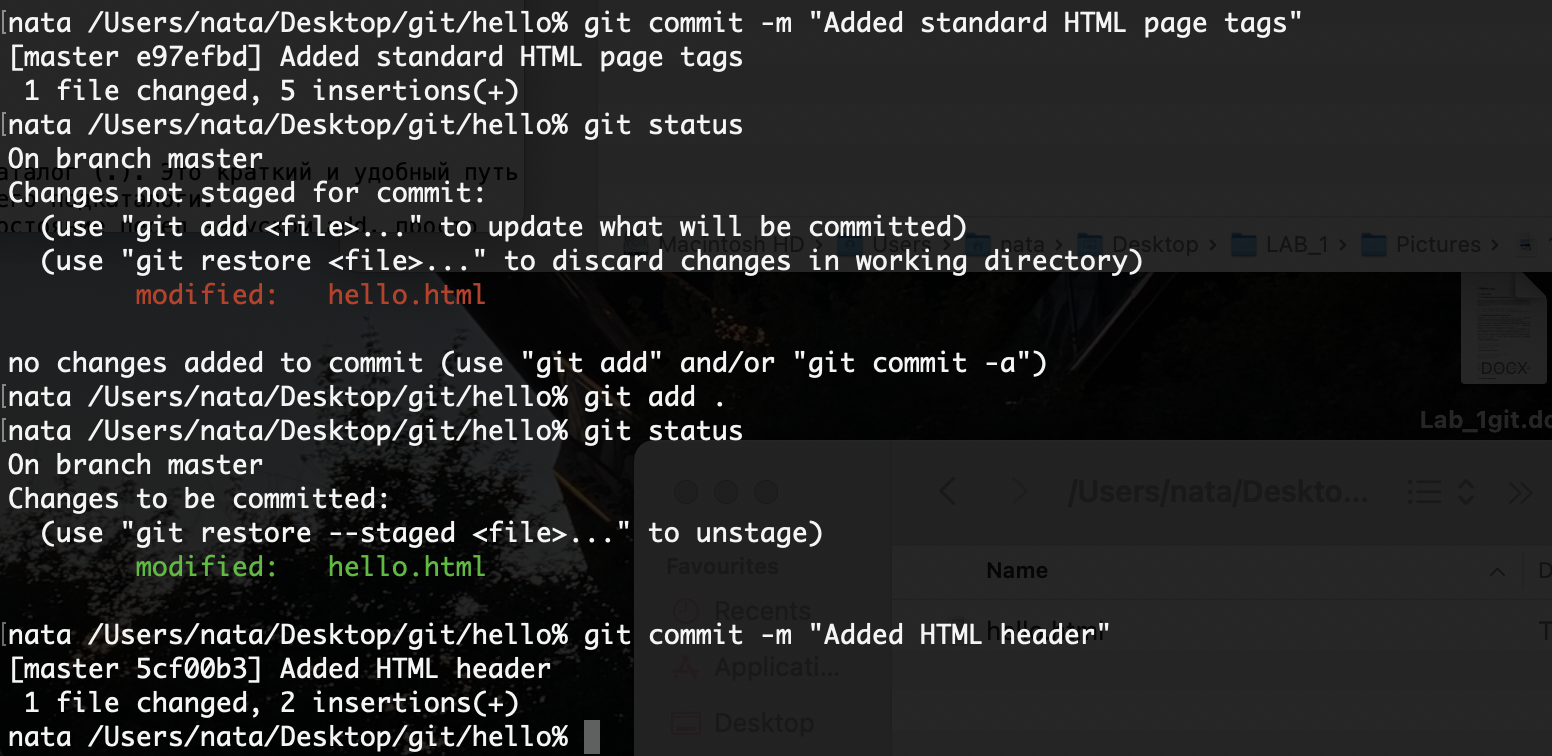 [nata /Users/nata/Desktop/git/hello% git commit -m "Added standard HTML page tags"
[master e97efbd] Added standard HTML page tags
 1 file changed, 5 insertions(+)
[nata /Users/nata/Desktop/git/hello% git status
On branch master
аталог (.). Это краткий и удобный путь
Changes not staged for commit:
  (use "git add <file>..." to update what will be committed)
Macintosh HD › Users › nata › Desktop › LAB_1 › Pictures ›
  (use "git restore <file>..." to discard changes in working directory)
        modified:   hello.html
no changes added to commit (use "git add" and/or "git commit -a")
DOCX
[nata /Users/nata/Desktop/git/hello% git add .
Lab_1git.do
[nata /Users/nata/Desktop/git/hello% git status
On branch master
Changes to be committed:
/Users/nata/Deskto...
  (use "git restore --staged <file>..." to unstage)
        modified:   hello.html
Favourites
Name
Recents
[nata /Users/nata/Desktop/git/hello% git commit -m "Added HTML header"
[master 5cf00b3] Added HTML header
Applicati...
 1 file changed, 2 insertions(+)
Desktop
nata /Users/nata/Desktop/git/hello%